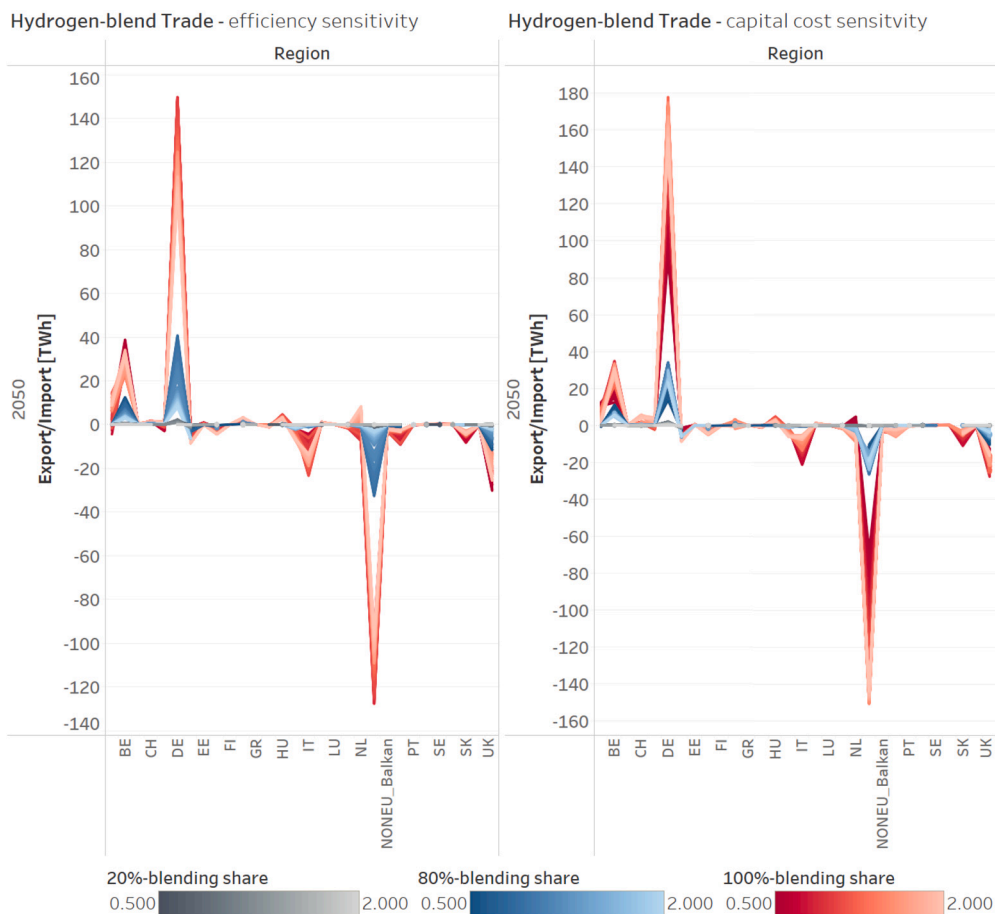 Hydrogen-blend Trade - efficiency sensitivity
Region
160
140
120
100
80
60
40
20
0
-20
-40
-60
-80
-100
-120
-140
2050
Export/Import [TWh]
BE
CH
DE
EE
FI
GR
HU
IT
LU
NL
NONEU_Balkan
PT
SE
SK
UK
Hydrogen-blend Trade - capital cost sensitvity
Region
180
160
140
120
100
80
60
40
20
0
-20
-40
-60
-80
-100
-120
-140
-160
2050
Export/Import [TWh]
BE
CH
DE
EE
FI
GR
HU
IT
LU
NL
NONEU_Balkan
PT
SE
SK
UK
20%-blending share
0.500 2.000
80%-blending share
0.500 2.000
100%-blending share
0.500 2.000